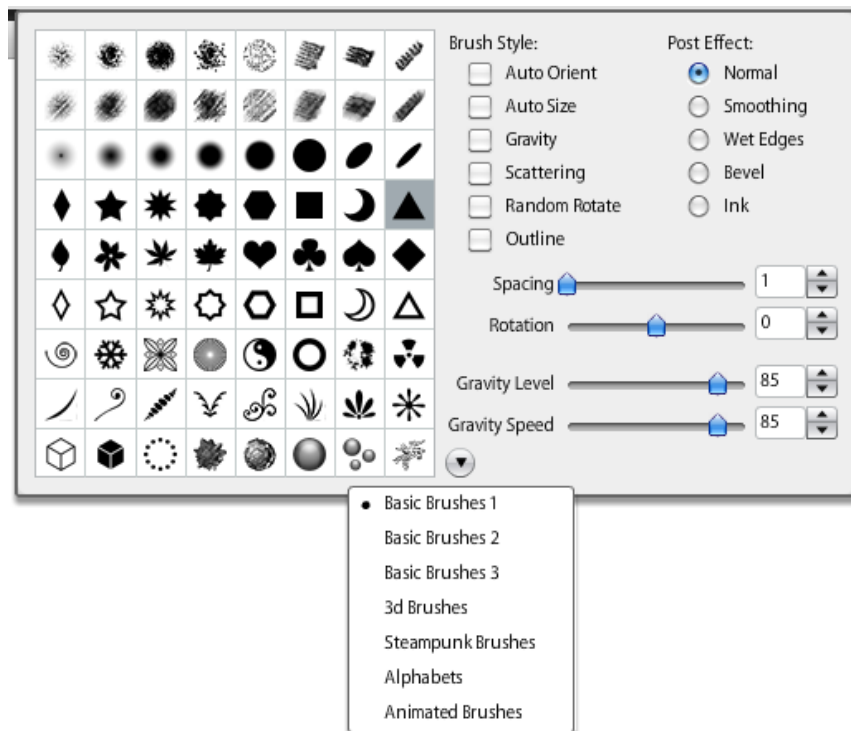 Brush Style:
Auto Orient
Auto Size
Gravity
Scattering
Random Rotate
Outline
Post Effect:
Normal
Smoothing
Wet Edges
Bevel
Ink
Spacing 1
Rotation 0
Gravity Level 85
Gravity Speed 85
Basic Brushes 1
Basic Brushes 2
Basic Brushes 3
3d Brushes
Steampunk Brushes
Alphabets
Animated Brushes